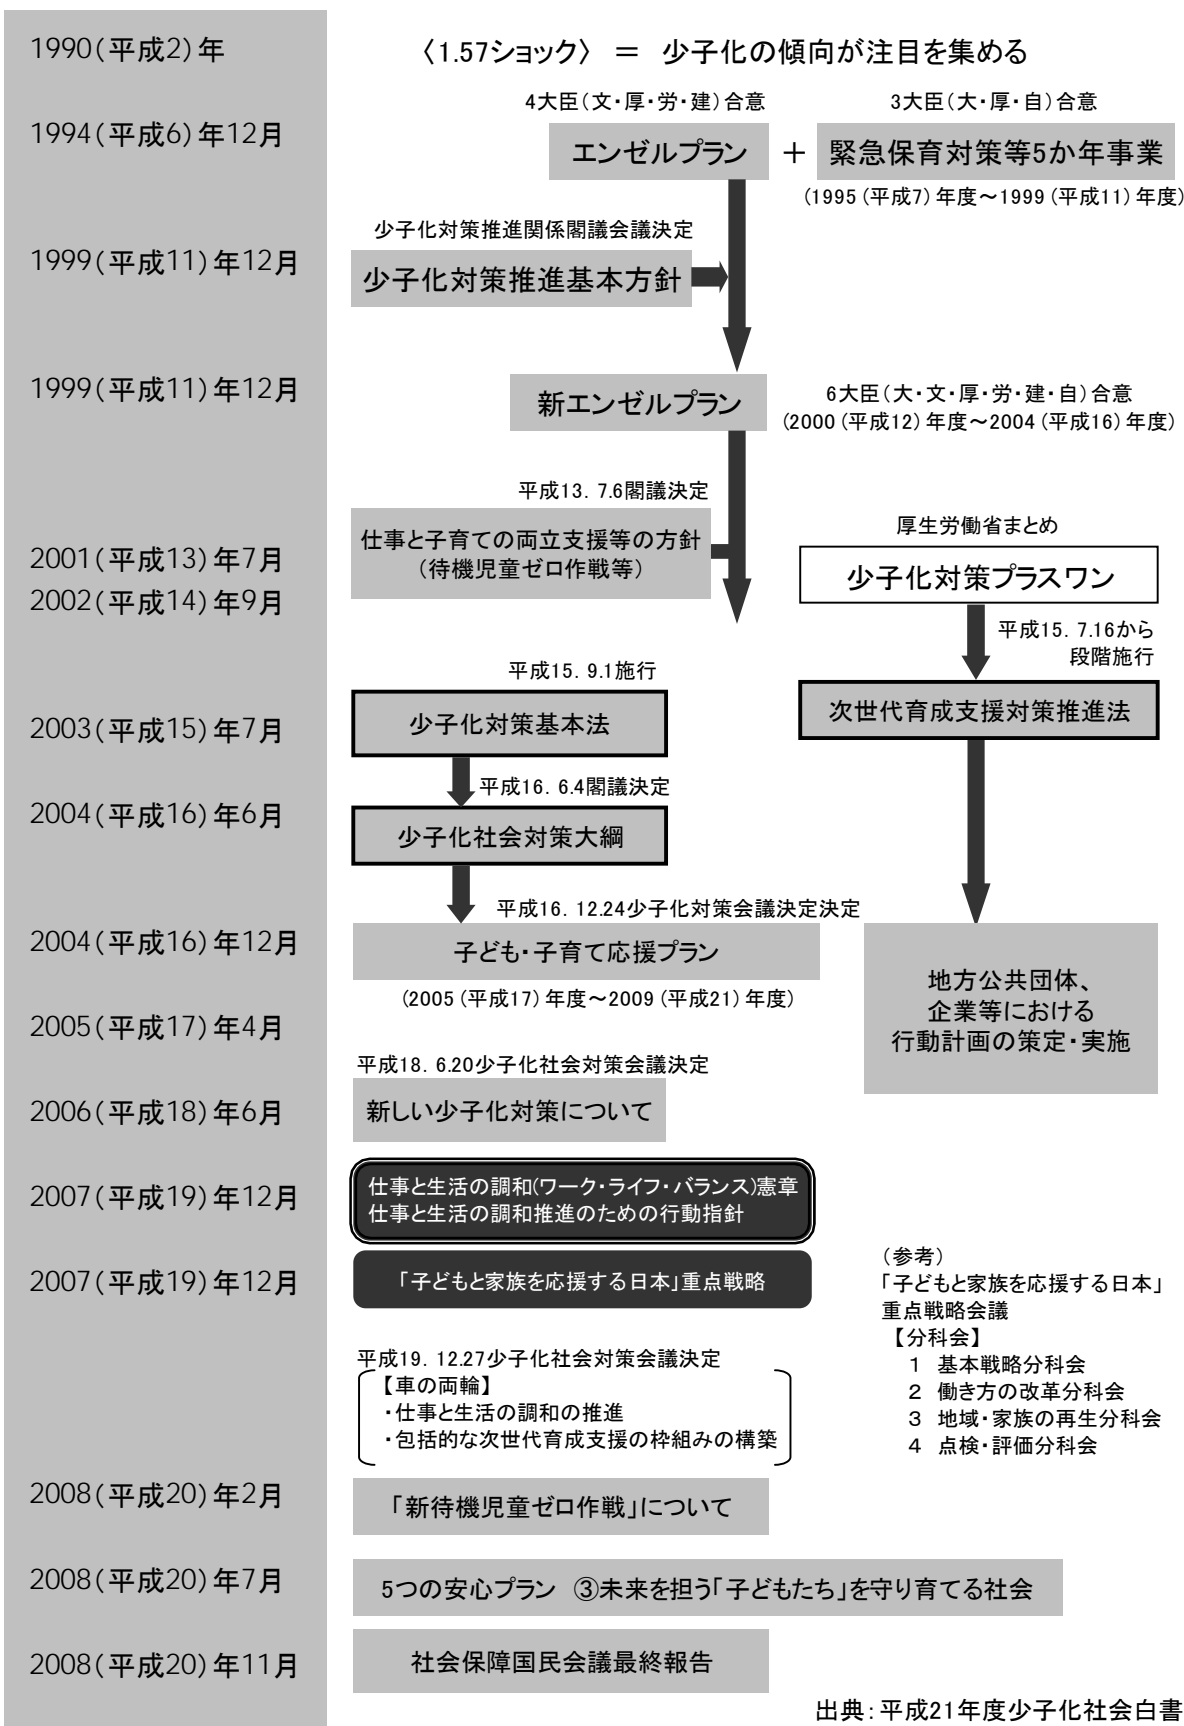 1990(平成2)年
〈1.57ショック〉 ＝ 少子化の傾向が注目を集める
4大臣(文・厚・労・建)合意
3大臣(大・厚・自)合意
1994(平成6)年12月
エンゼルプラン
＋
緊急保育対策等5か年事業
(1995(平成7)年度～1999(平成11)年度)
少子化対策推進関係閣議会議決定
1999(平成11)年12月
少子化対策推進基本方針
1999(平成11)年12月
新エンゼルプラン
6大臣(大・文・厚・労・建・自)合意
(2000(平成12)年度～2004(平成16)年度)
平成13. 7.6閣議決定
仕事と子育ての両立支援等の方針
(待機児童ゼロ作戦等)
2001(平成13)年7月
2002(平成14)年9月
厚生労働省まとめ
少子化対策プラスワン
平成15. 7.16から
段階施行
平成15. 9.1施行
2003(平成15)年7月
少子化対策基本法
次世代育成支援対策推進法
平成16. 6.4閣議決定
2004(平成16)年6月
少子化社会対策大綱
平成16. 12.24少子化対策会議決定決定
2004(平成16)年12月
子ども・子育て応援プラン
(2005(平成17)年度～2009(平成21)年度)
地方公共団体、
企業等における
行動計画の策定・実施
2005(平成17)年4月
平成18. 6.20少子化社会対策会議決定
2006(平成18)年6月
新しい少子化対策について
2007(平成19)年12月
仕事と生活の調和(ワーク・ライフ・バランス)憲章
仕事と生活の調和推進のための行動指針
2007(平成19)年12月
「子どもと家族を応援する日本」重点戦略
(参考)
「子どもと家族を応援する日本」
重点戦略会議
【分科会】
1 基本戦略分科会
2 働き方の改革分科会
3 地域・家族の再生分科会
4 点検・評価分科会
平成19. 12.27少子化社会対策会議決定
【車の両輪】
・仕事と生活の調和の推進
・包括的な次世代育成支援の枠組みの構築
2008(平成20)年2月
「新待機児童ゼロ作戦」について
2008(平成20)年7月
5つの安心プラン ③未来を担う「子どもたち」を守り育てる社会
2008(平成20)年11月
社会保障国民会議最終報告
出典:平成21年度少子化社会白書